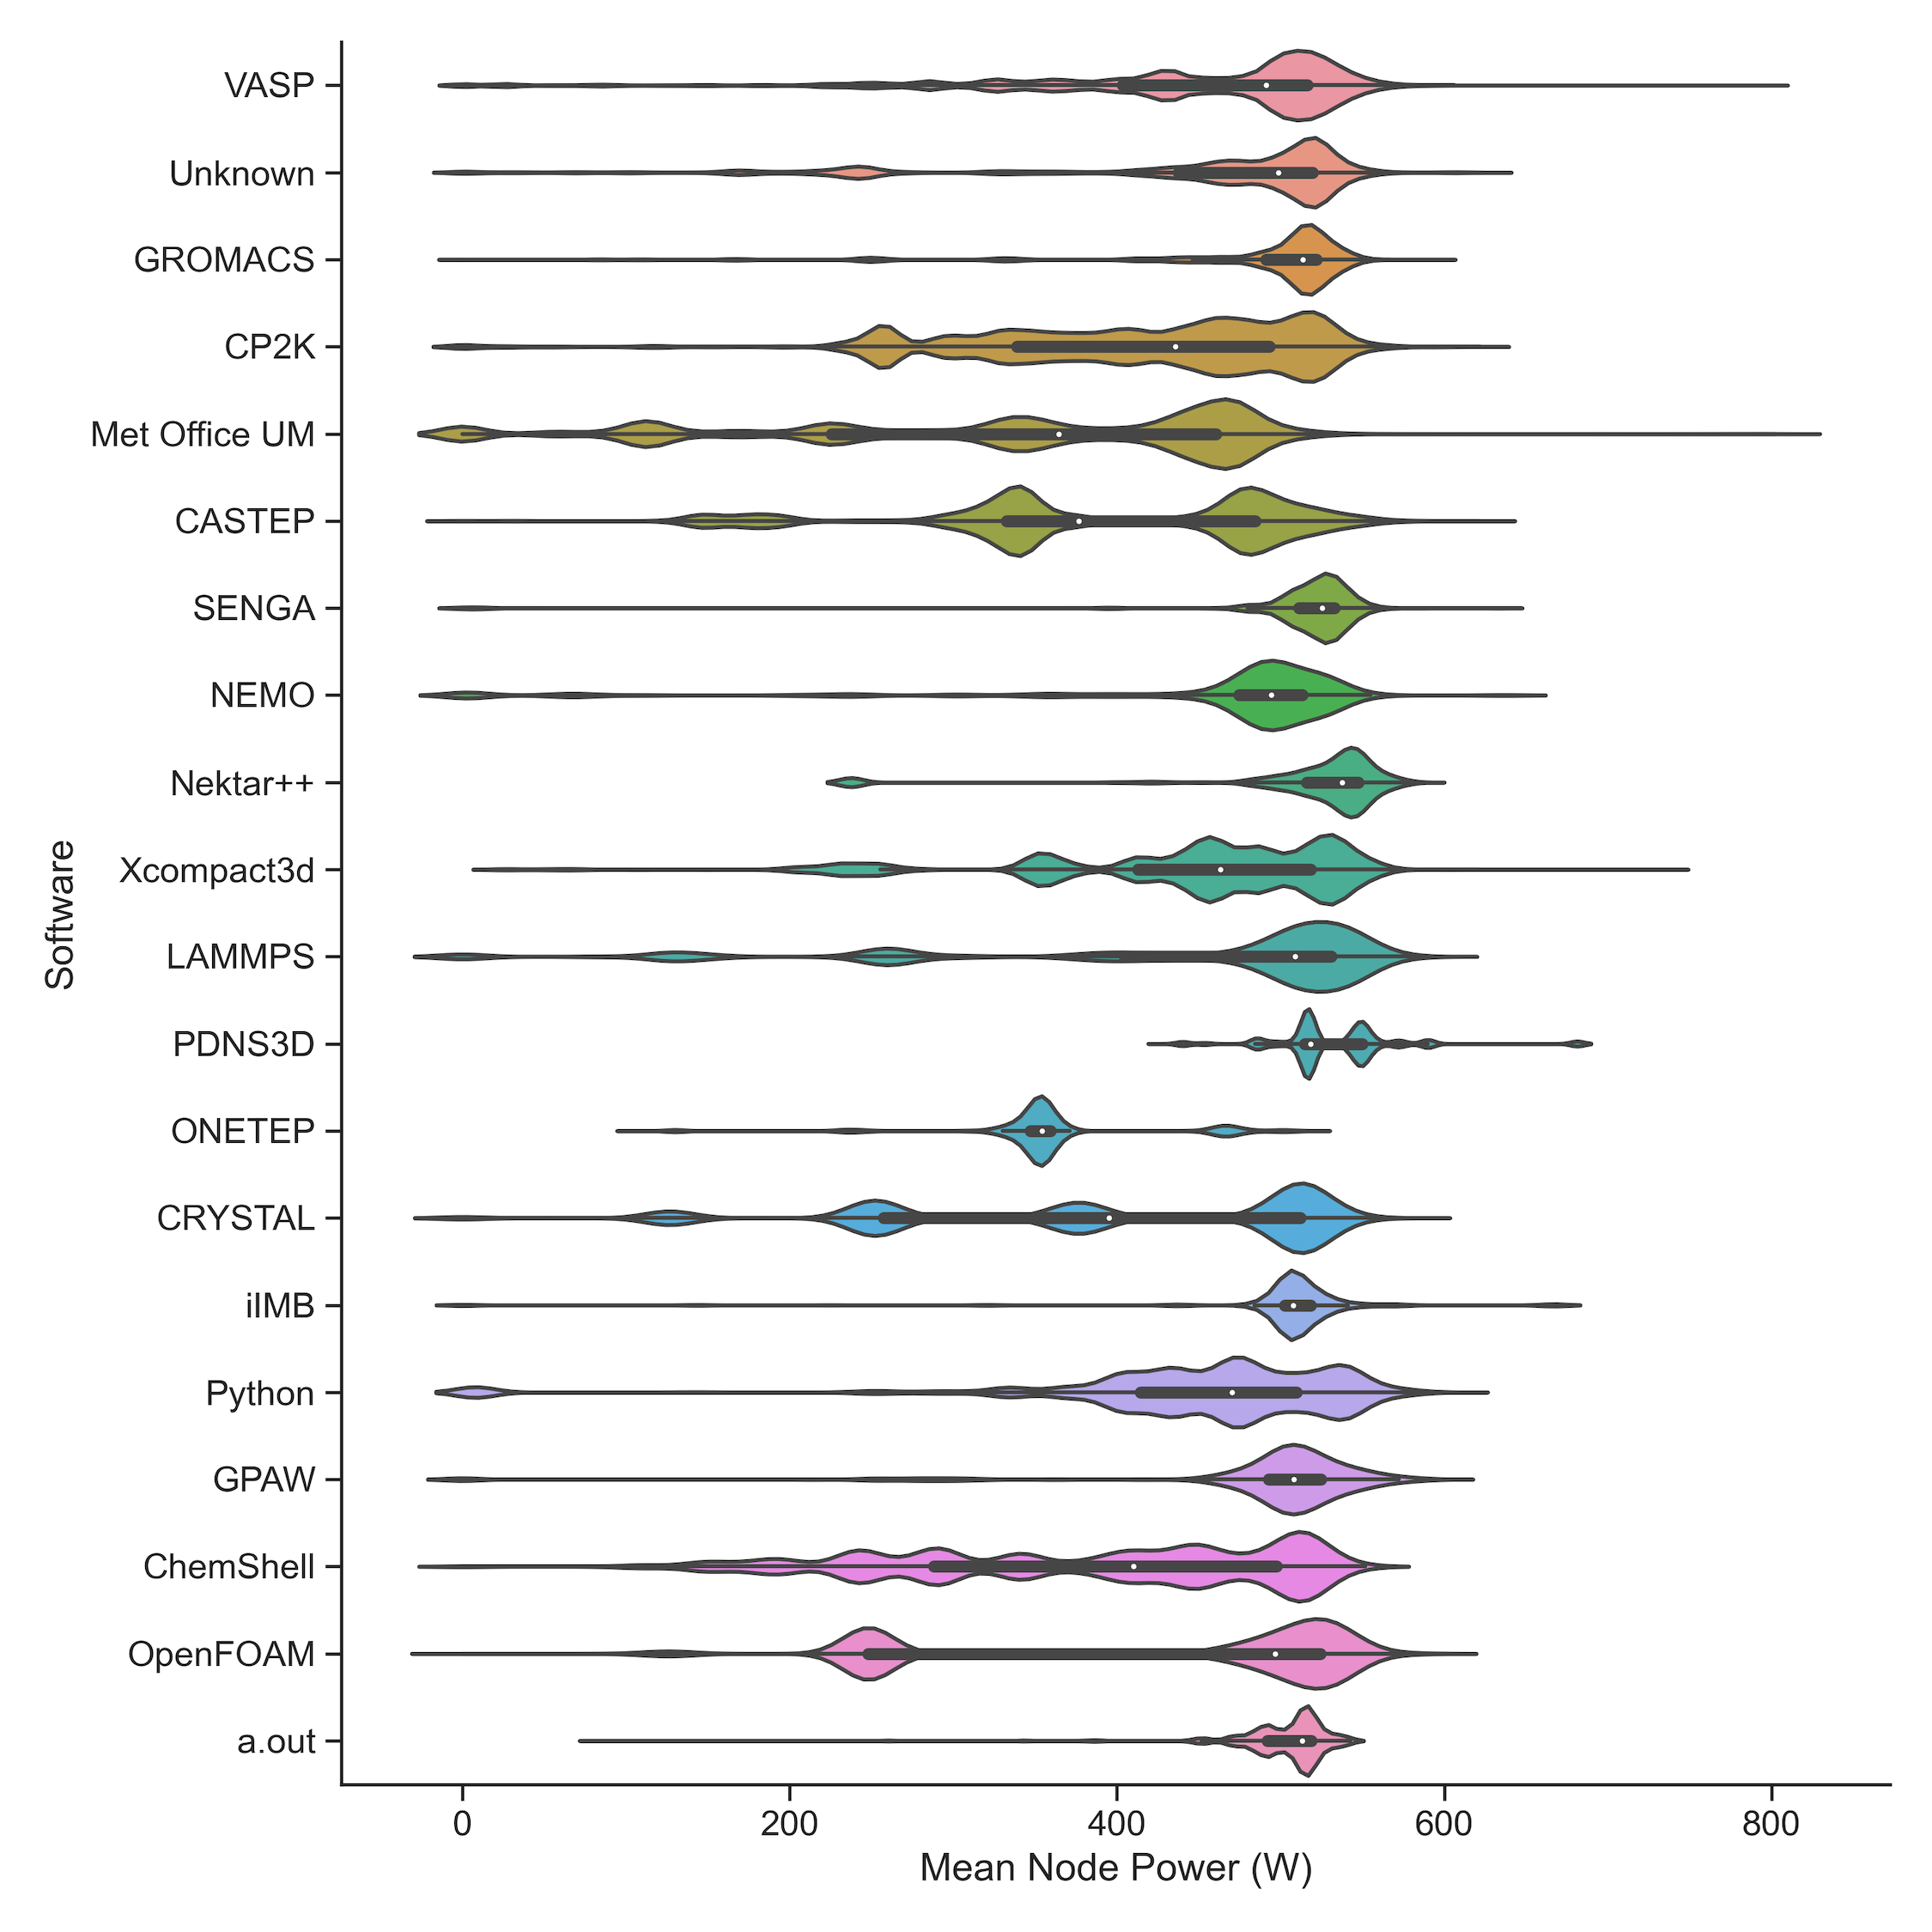 VASP
Unknown
GROMACS
CP2K
Met Office UM
CASTEP
SENGA
NEMO
Nektar++
Xcompact3d
LAMMPS
PDNS3D
ONETEP
CRYSTAL
iIMB
Python
GPAW
ChemShell
OpenFOAM
a.out
Software
0 200 400 600 800
Mean Node Power (W)